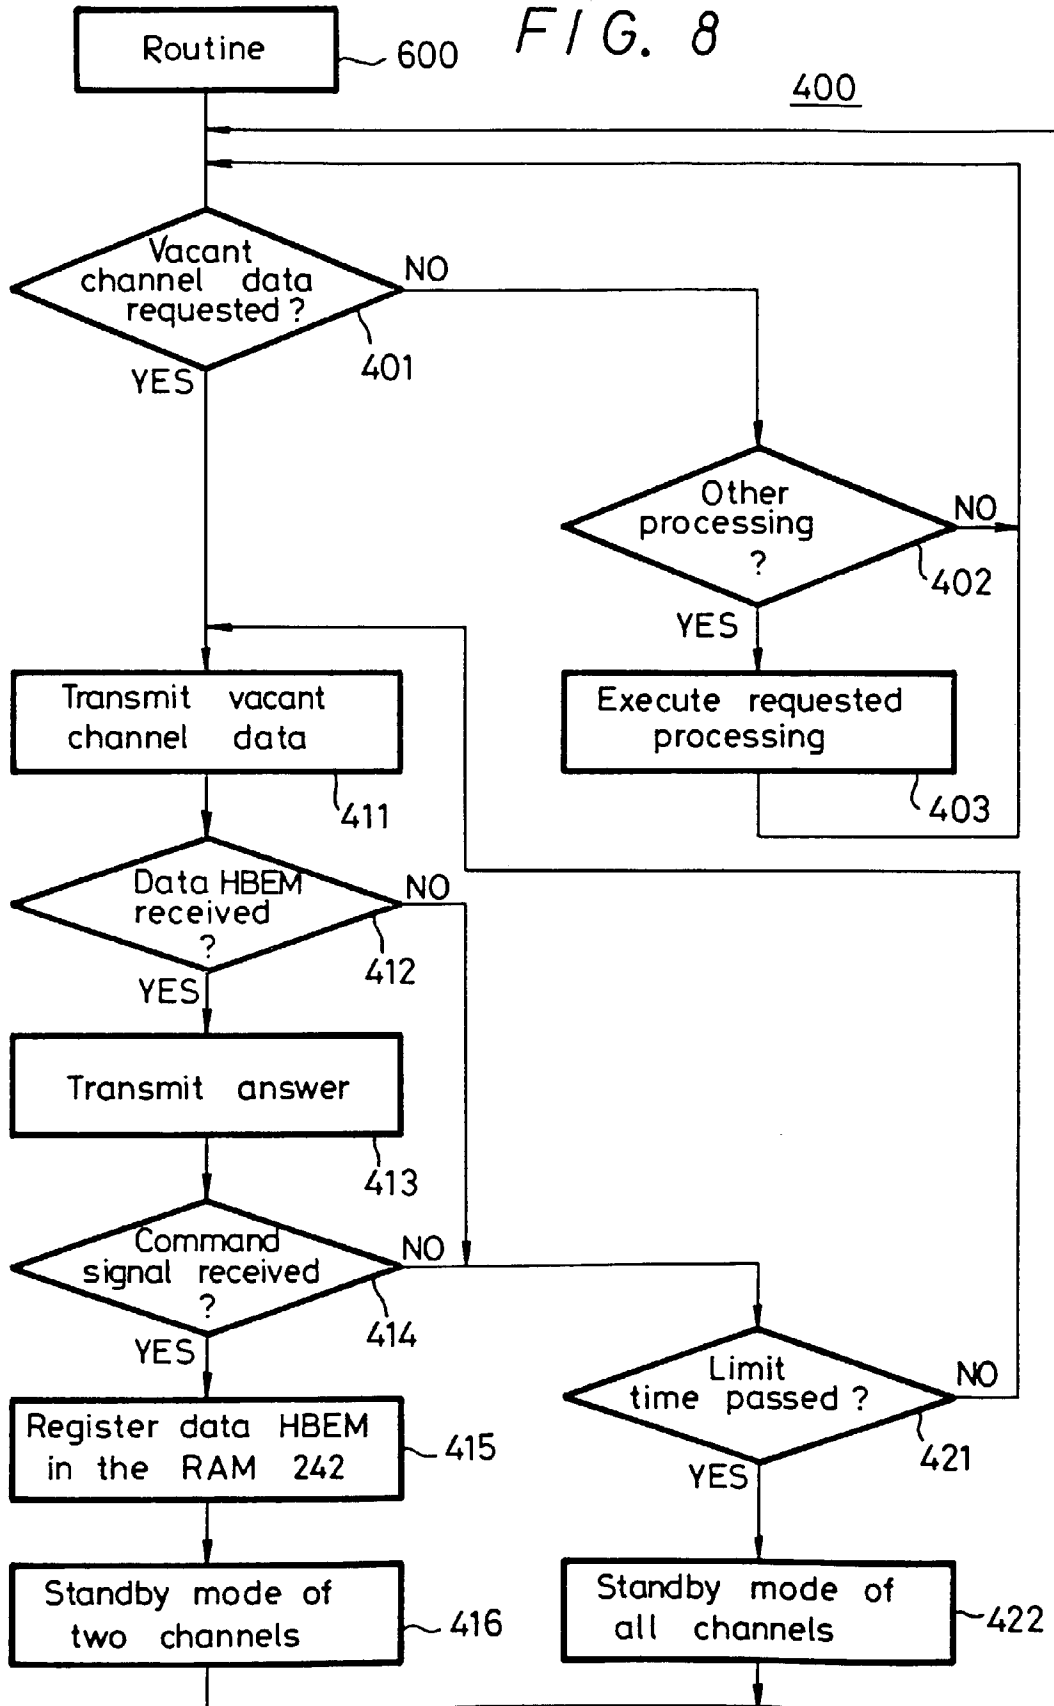 FIG. 8
Routine
600
400
Vacant
channel data
requested ?
NO
401
YES
Other
processing
?
NO
402
YES
Transmit vacant
channel data
411
Execute requested
processing
403
Data HBEM
received
?
NO
412
YES
Transmit answer
413
Command
signal received
?
NO
414
YES
Limit
time passed ?
NO
421
YES
Register data HBEM
in the RAM 242
415
Standby mode of
two channels
416
Standby mode of
all channels
422